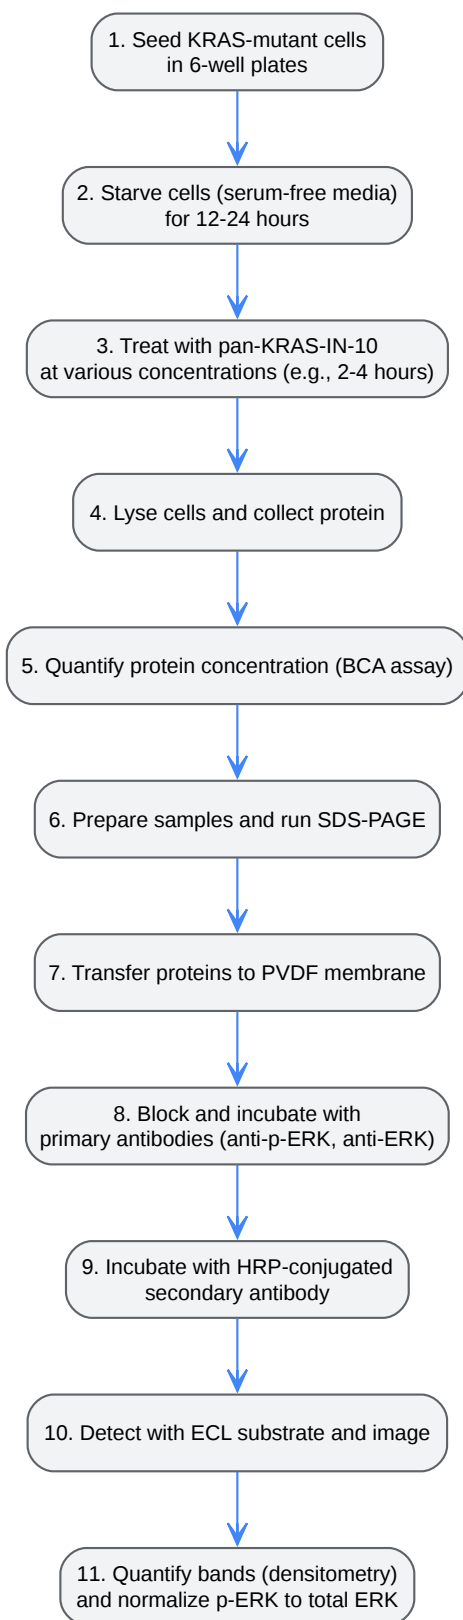 1. Seed KRAS-mutant cells
in 6-well plates
2. Starve cells (serum-free media)
for 12-24 hours
3. Treat with pan-KRAS-IN-10
at various concentrations (e.g., 2-4 hours)
4. Lyse cells and collect protein
5. Quantify protein concentration (BCA assay)
6. Prepare samples and run SDS-PAGE
7. Transfer proteins to PVDF membrane
8. Block and incubate with
primary antibodies (anti-p-ERK, anti-ERK)
9. Incubate with HRP-conjugated
secondary antibody
10. Detect with ECL substrate and image
11. Quantify bands (densitometry)
and normalize p-ERK to total ERK